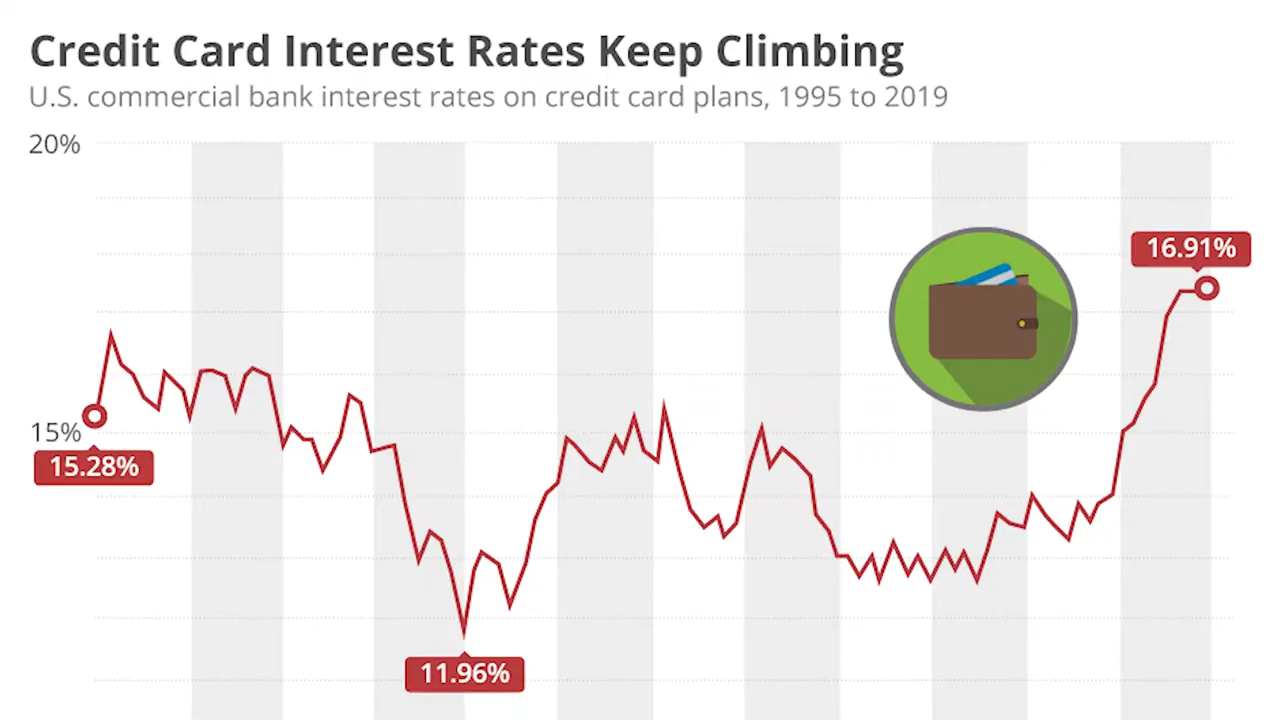 Credit Card Interest Rates Keep Climbing
U.S. commercial bank interest rates on credit card plans, 1995 to 2019
20%
16.91%
15%
15.28%
11.96%